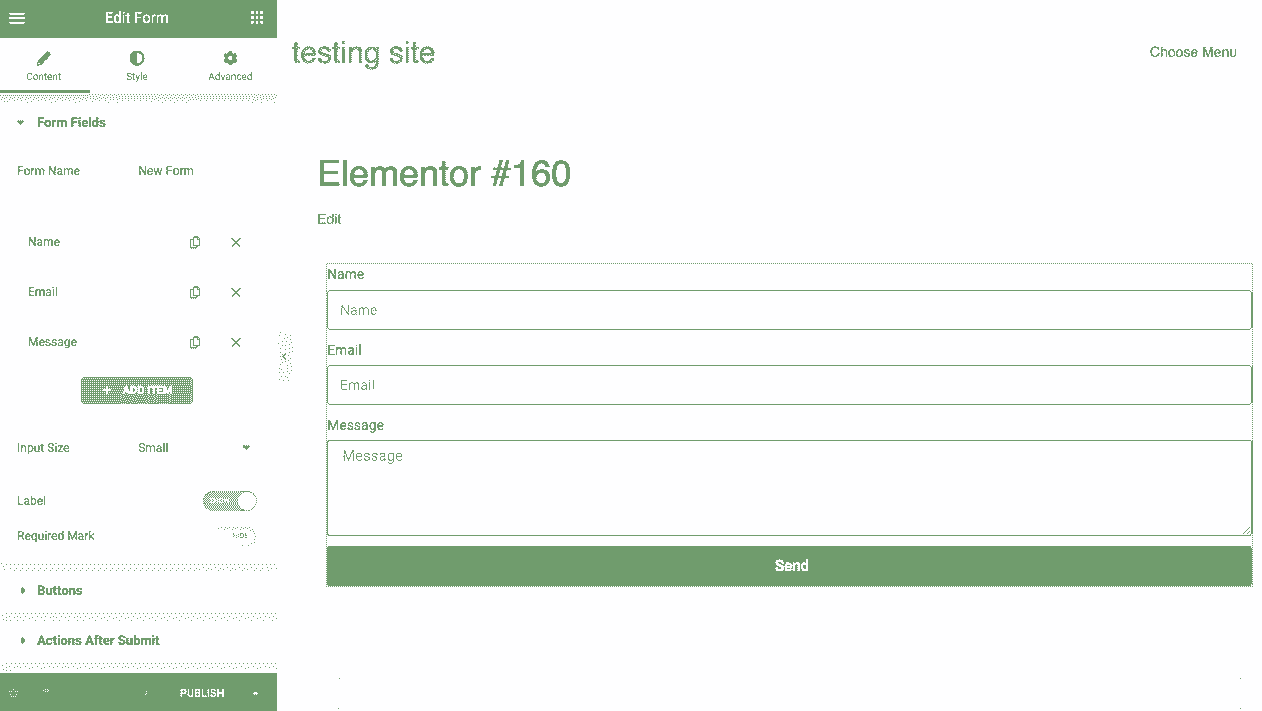 Edit Form
Content
Style
Advanced
Form Fields
Form Name
New Form
Name
Email
Message
+ ADD ITEM
Input Size
Small
Label
Required Mark
Buttons
Actions After Submit
PUBLISH
testing site
Choose Menu
Elementor #160
Edit
Name
Name
Email
Email
Message
Message
Send